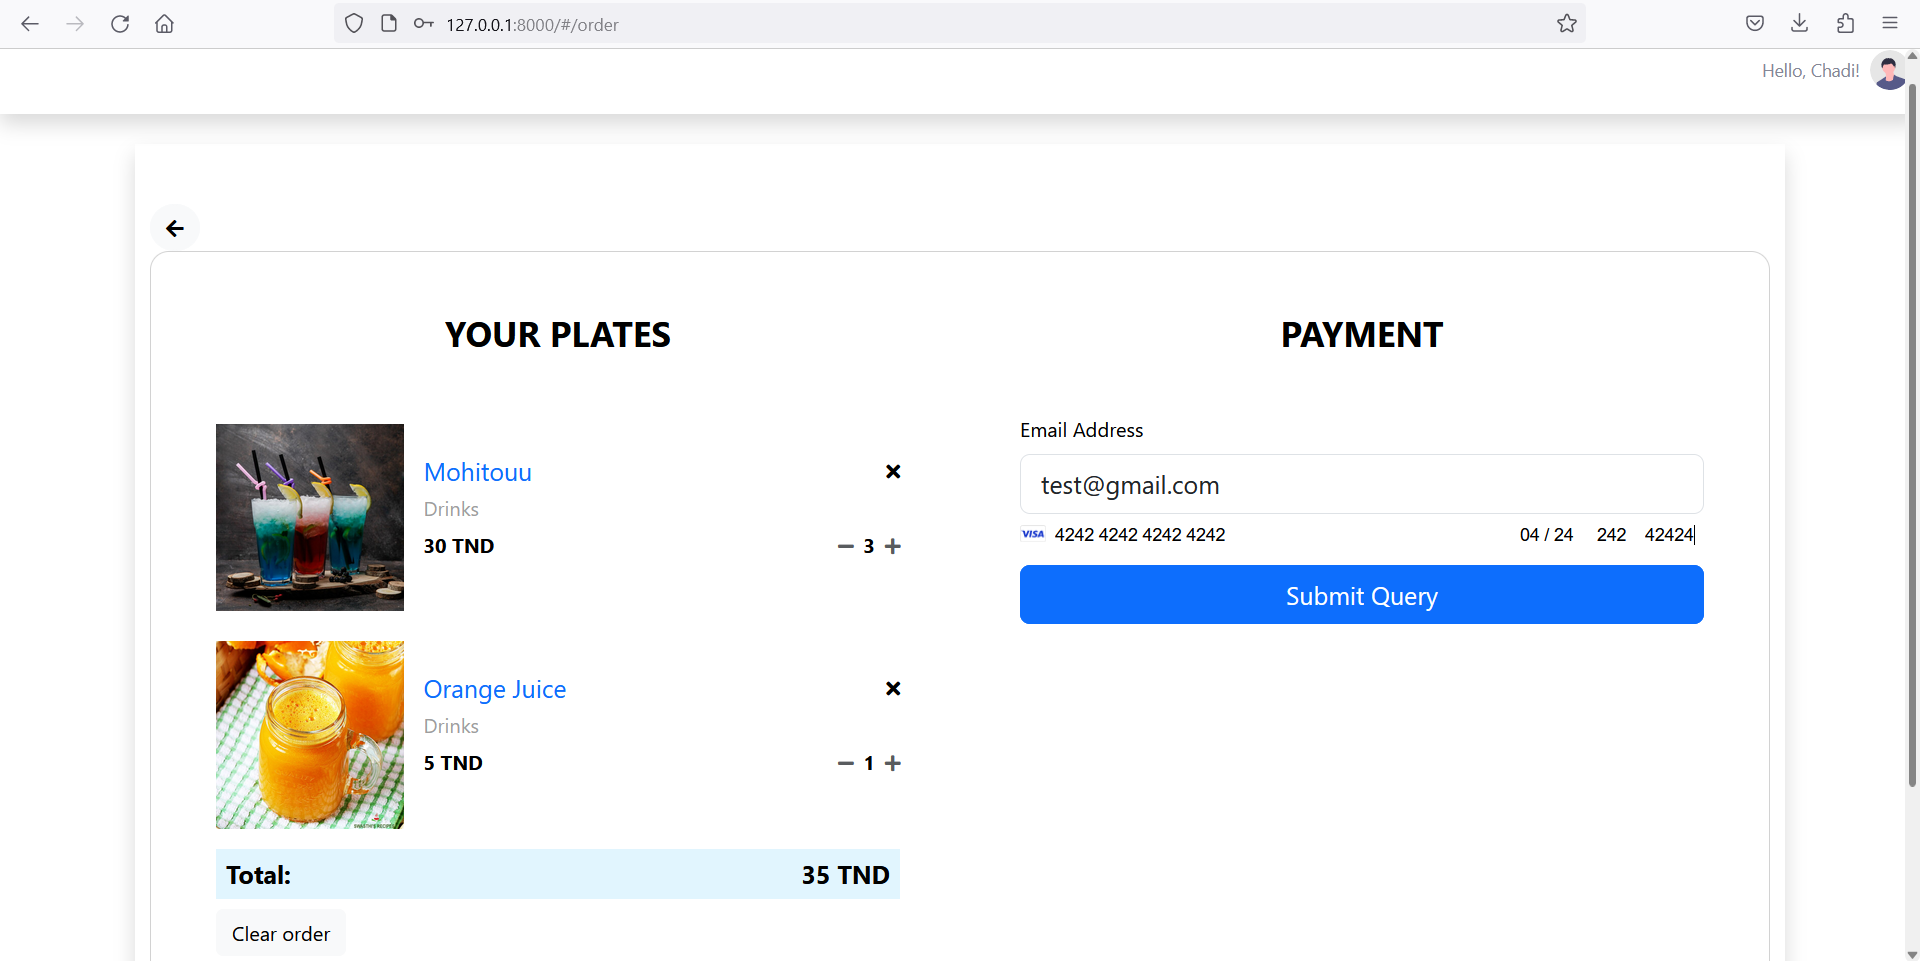 127.0.0.1:8000/#/order
Hello, Chadi!
YOUR PLATES
Mohitouu
Drinks
30 TND
3
Orange Juice
Drinks
5 TND
1
Total: 35 TND
Clear order
PAYMENT
Email Address
test@gmail.com
VISA 4242 4242 4242 4242 04 / 24 242 42424
Submit Query